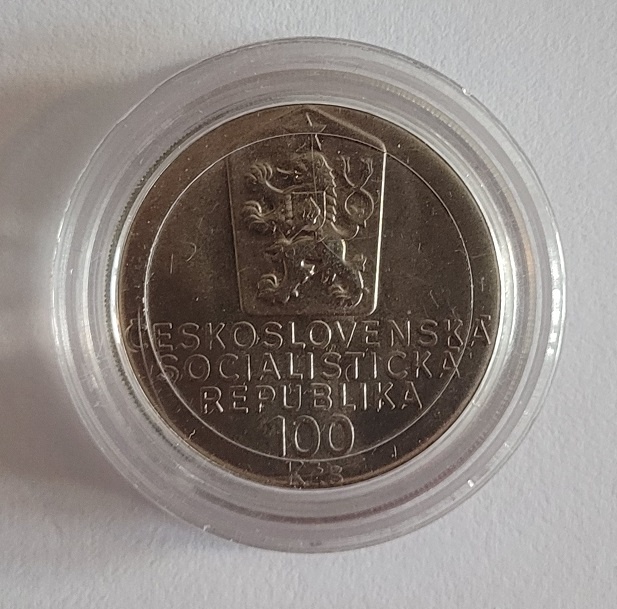 ČESKOSLOVENSKÁ
SOCIALISTICKÁ
REPUBLIKA
100
Kčs